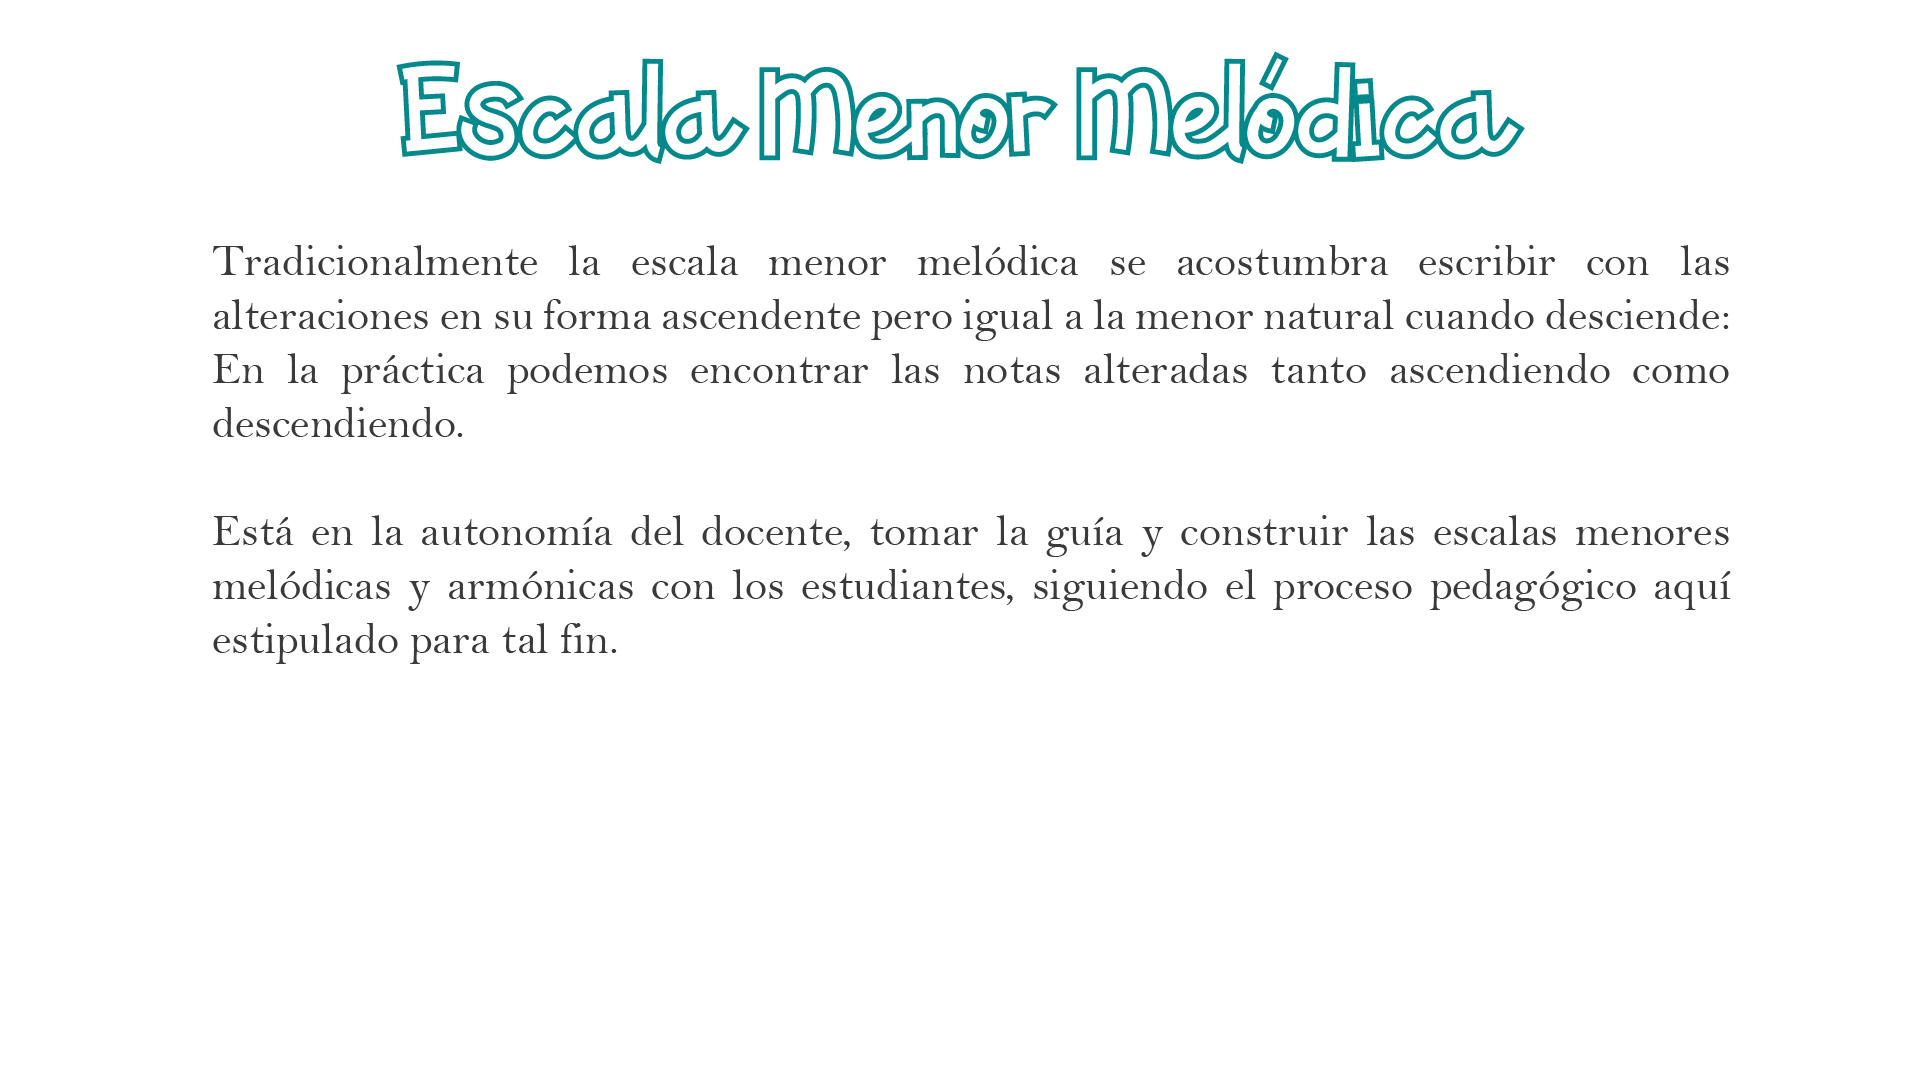 Escala Menor Melódica
Tradicionalmente la escala menor melódica se acostumbra escribir con las
alteraciones en su forma ascendente pero igual a la menor natural cuando desciende:
En la práctica podemos encontrar las notas alteradas tanto ascendiendo como
descendiendo.
Está en la autonomía del docente, tomar la guía y construir las escalas menores
melódicas y armónicas con los estudiantes, siguiendo el proceso pedagógico aquí
estipulado para tal fin.